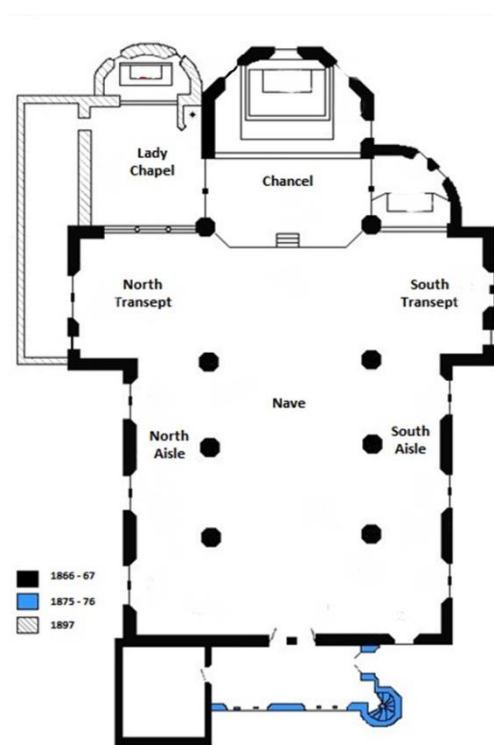 Lady
Chapel
Chancel
North
Transept
South
Transept
Nave
North
Aisle
South
Aisle
1866 - 67
1875 - 76
1897